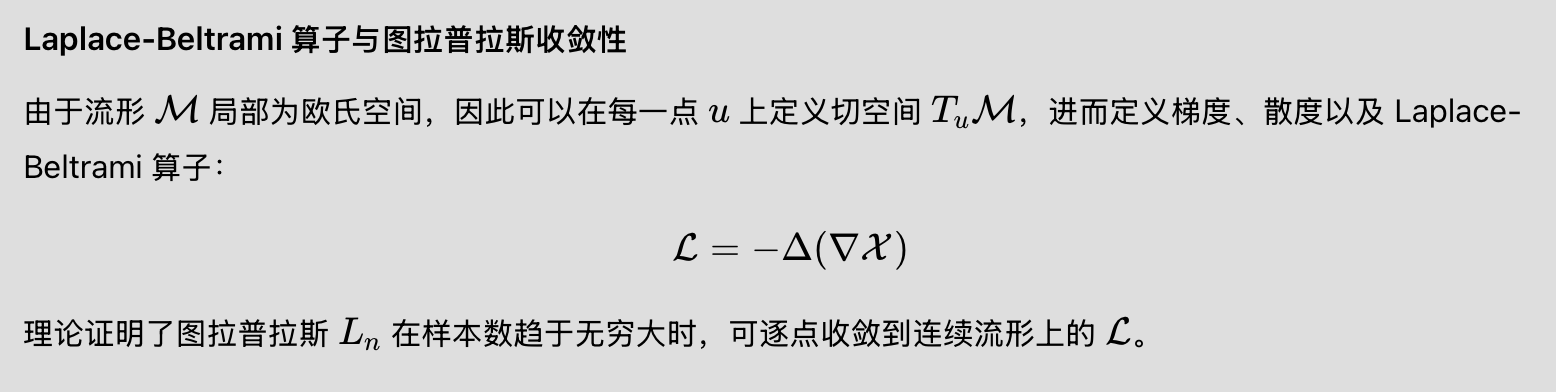 Laplace-Beltrami 算子与图拉普拉斯收敛性
由于流形 ℳ 局部为欧氏空间，因此可以在每一点 u 上定义切空间 TᵤℳM，进而定义梯度、散度以及 Laplace-
Beltrami 算子：
ℒ = −Δ(∇𝒳)
理论证明了图拉普拉斯 Lₙ 在样本数趋于无穷大时，可逐点收敛到连续流形上的 ℒ。